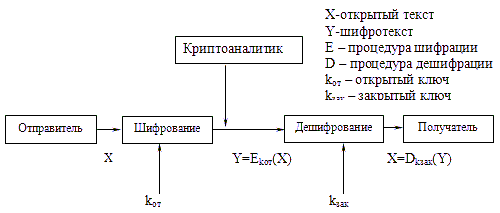 X-открытый текст
Y-шифротекст
E – процедура шифрации
D – процедура дешифрации
kот – открытый ключ
kзак – закрытый ключ
Криптоаналитик
Отправитель
Шифрование
Дешифрование
Получатель
X
Y=Ekот(X)
X=Dkзак(Y)
kот
kзак